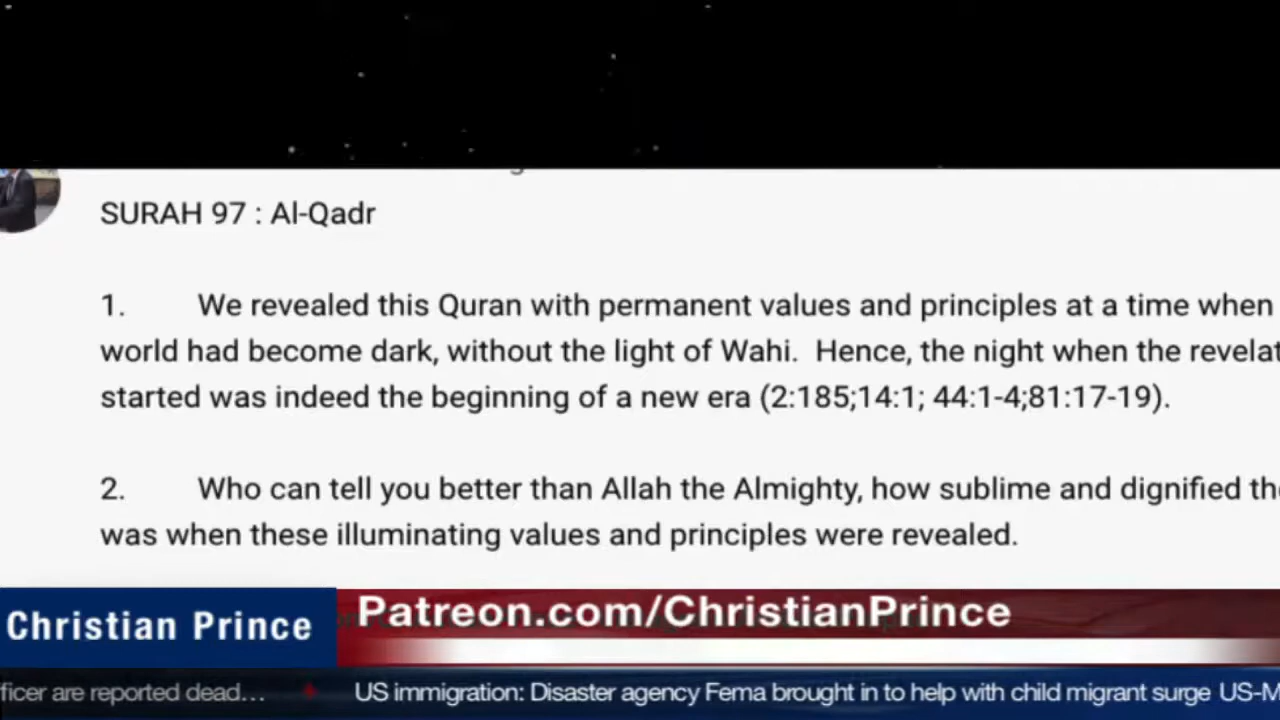 SURAH 97 : Al-Qadr
1. We revealed this Quran with permanent values and principles at a time when
world had become dark, without the light of Wahi. Hence, the night when the revelat
started was indeed the beginning of a new era (2:185;14:1; 44:1-4;81:17-19).
2. Who can tell you better than Allah the Almighty, how sublime and dignified the
was when these illuminating values and principles were revealed.
Christian Prince
Patreon.com/ChristianPrince
ficer are reported dead... US immigration: Disaster agency Fema brought in to help with child migrant surge US-M